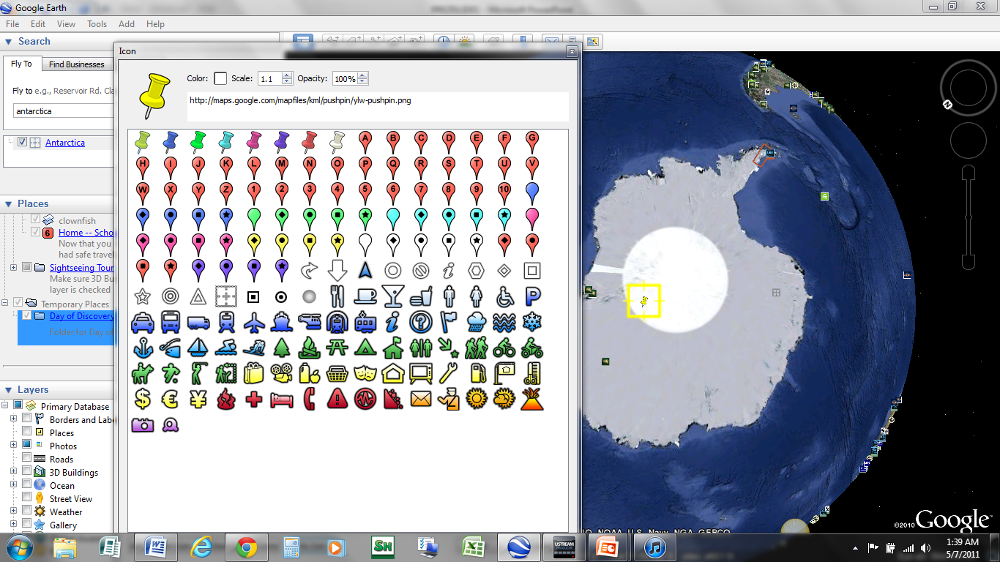 Google Earth
File Edit View Tools Add Help
Search
Fly To Find Businesses
Fly to e.g., Reservoir Rd. Cla
antarctica
Antarctica
Places
clownfish
6 Home -- Scho
Now that you
had safe travel
Sightseeing Tour
Make sure 3D Bui
layer is checked
Temporary Places
Day of Discovery
Folder for Day of
Layers
Primary Database
Borders and Labe
Places
Photos
Roads
3D Buildings
Ocean
Street View
Weather
Gallery
Icon
Color: Scale: 1.1 Opacity: 100%
http://maps.google.com/mapfiles/kml/pushpin/ylw-pushpin.png
A B C D E F G
H I J K L M N O P Q R S T U V
W X Y Z 1 2 3 4 5 6 7 8 9 10
i
P
i ?
$ € ¥
N
G
NOAA, U.S. Navy, NGA, GEBCO
©2010 Google
W SH X USTREAM PRODUCER P
1:39 AM
5/7/2011